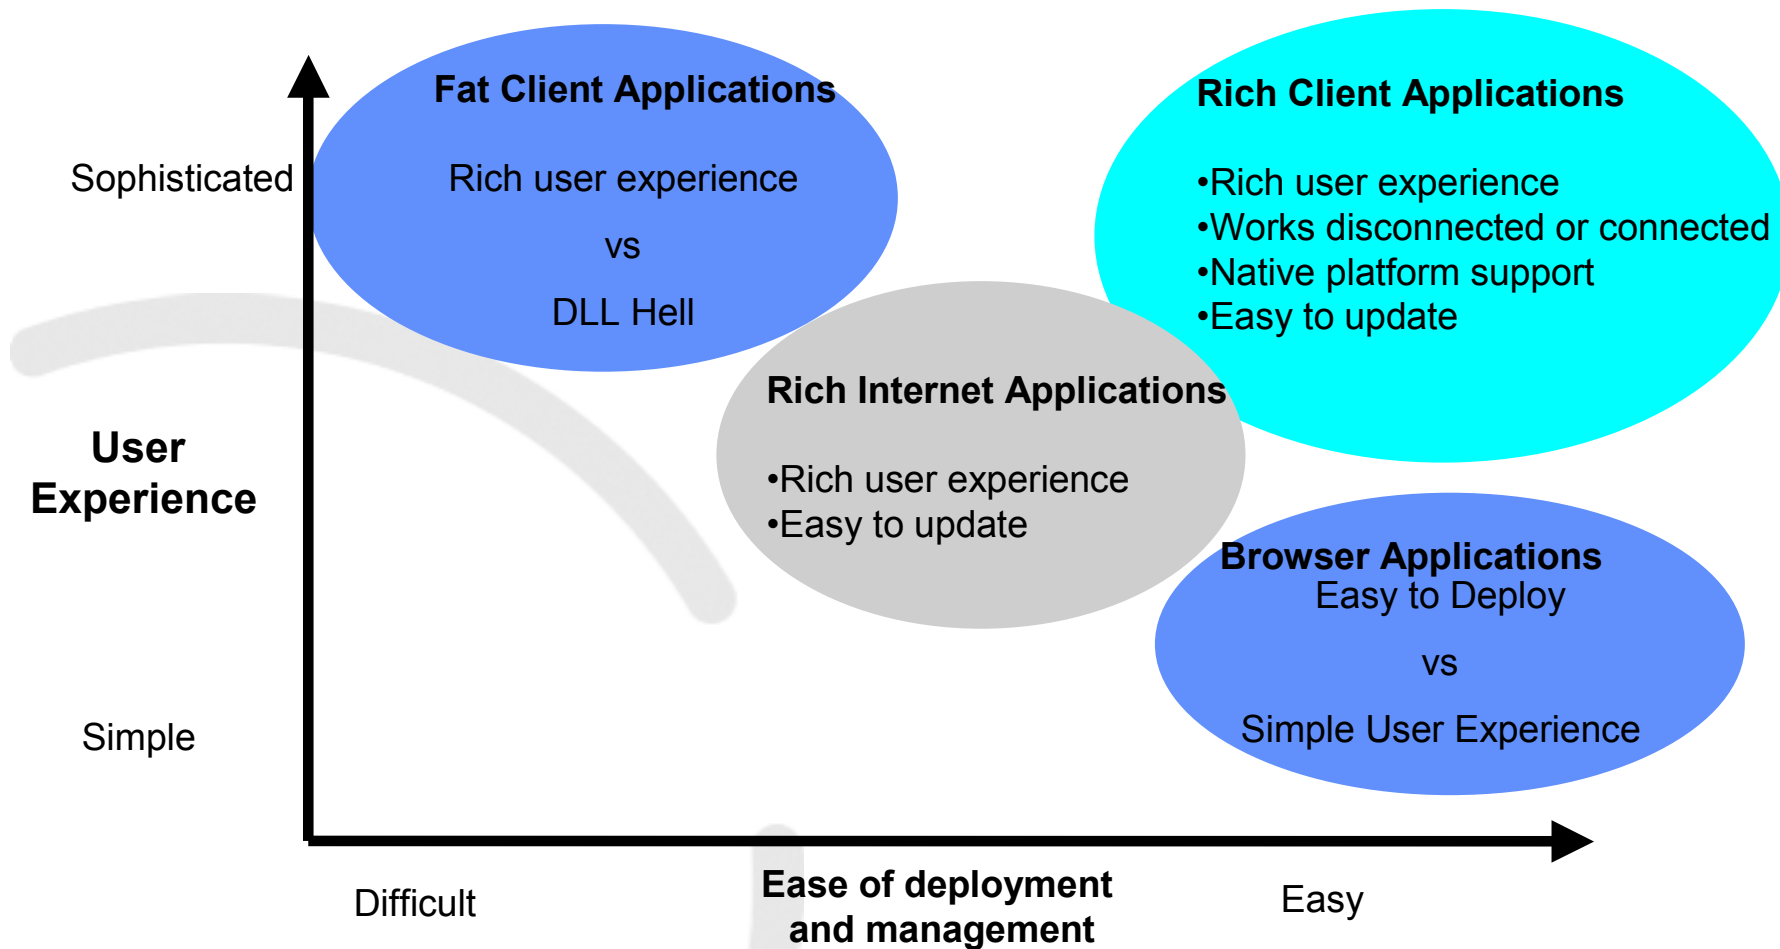 Fat Client Applications
Rich user experience
vs
DLL Hell
Rich Client Applications
•Rich user experience
•Works disconnected or connected
•Native platform support
•Easy to update
Sophisticated
Rich Internet Applications
•Rich user experience
•Easy to update
User
Experience
Browser Applications
Easy to Deploy
vs
Simple User Experience
Simple
Difficult
Ease of deployment
and management
Easy